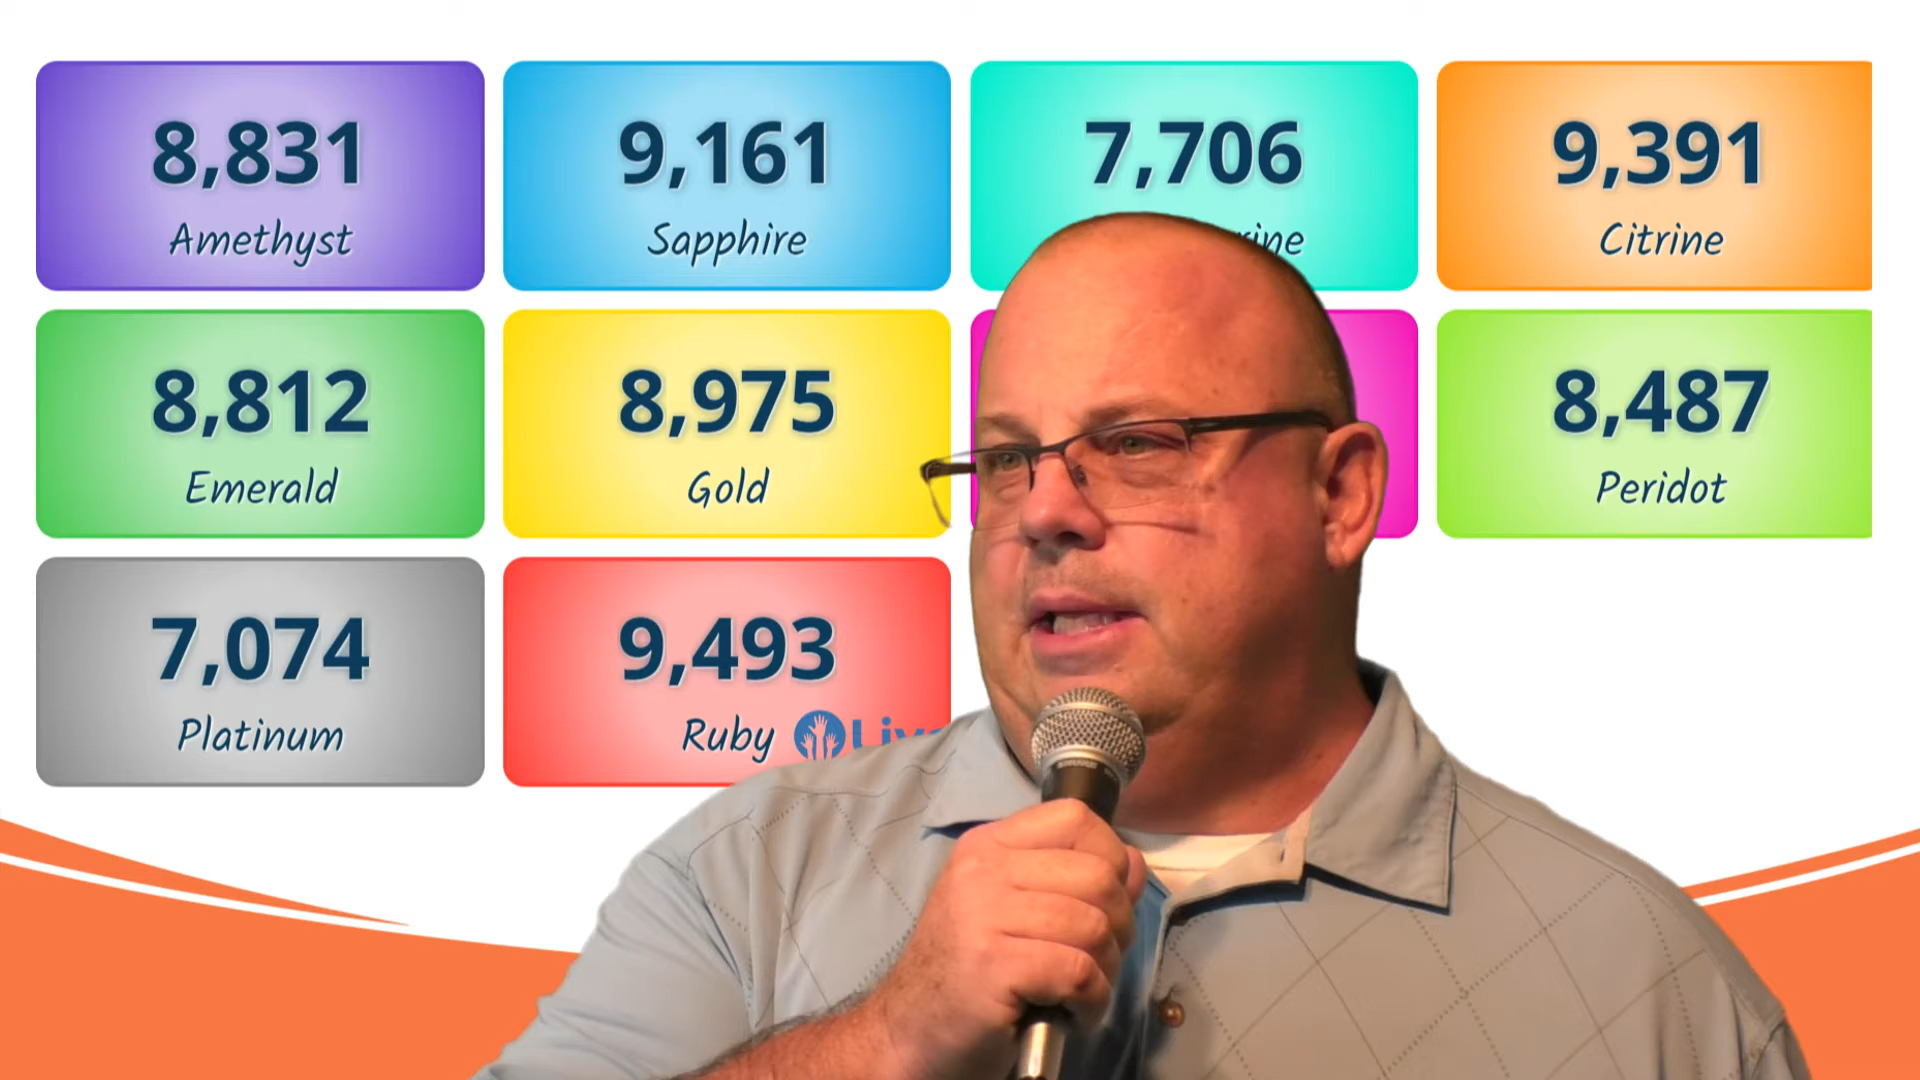 8,831
Amethyst
9,161
Sapphire
7,706
9,391
Citrine
8,812
Emerald
8,975
Gold
8,487
Peridot
7,074
Platinum
9,493
Ruby